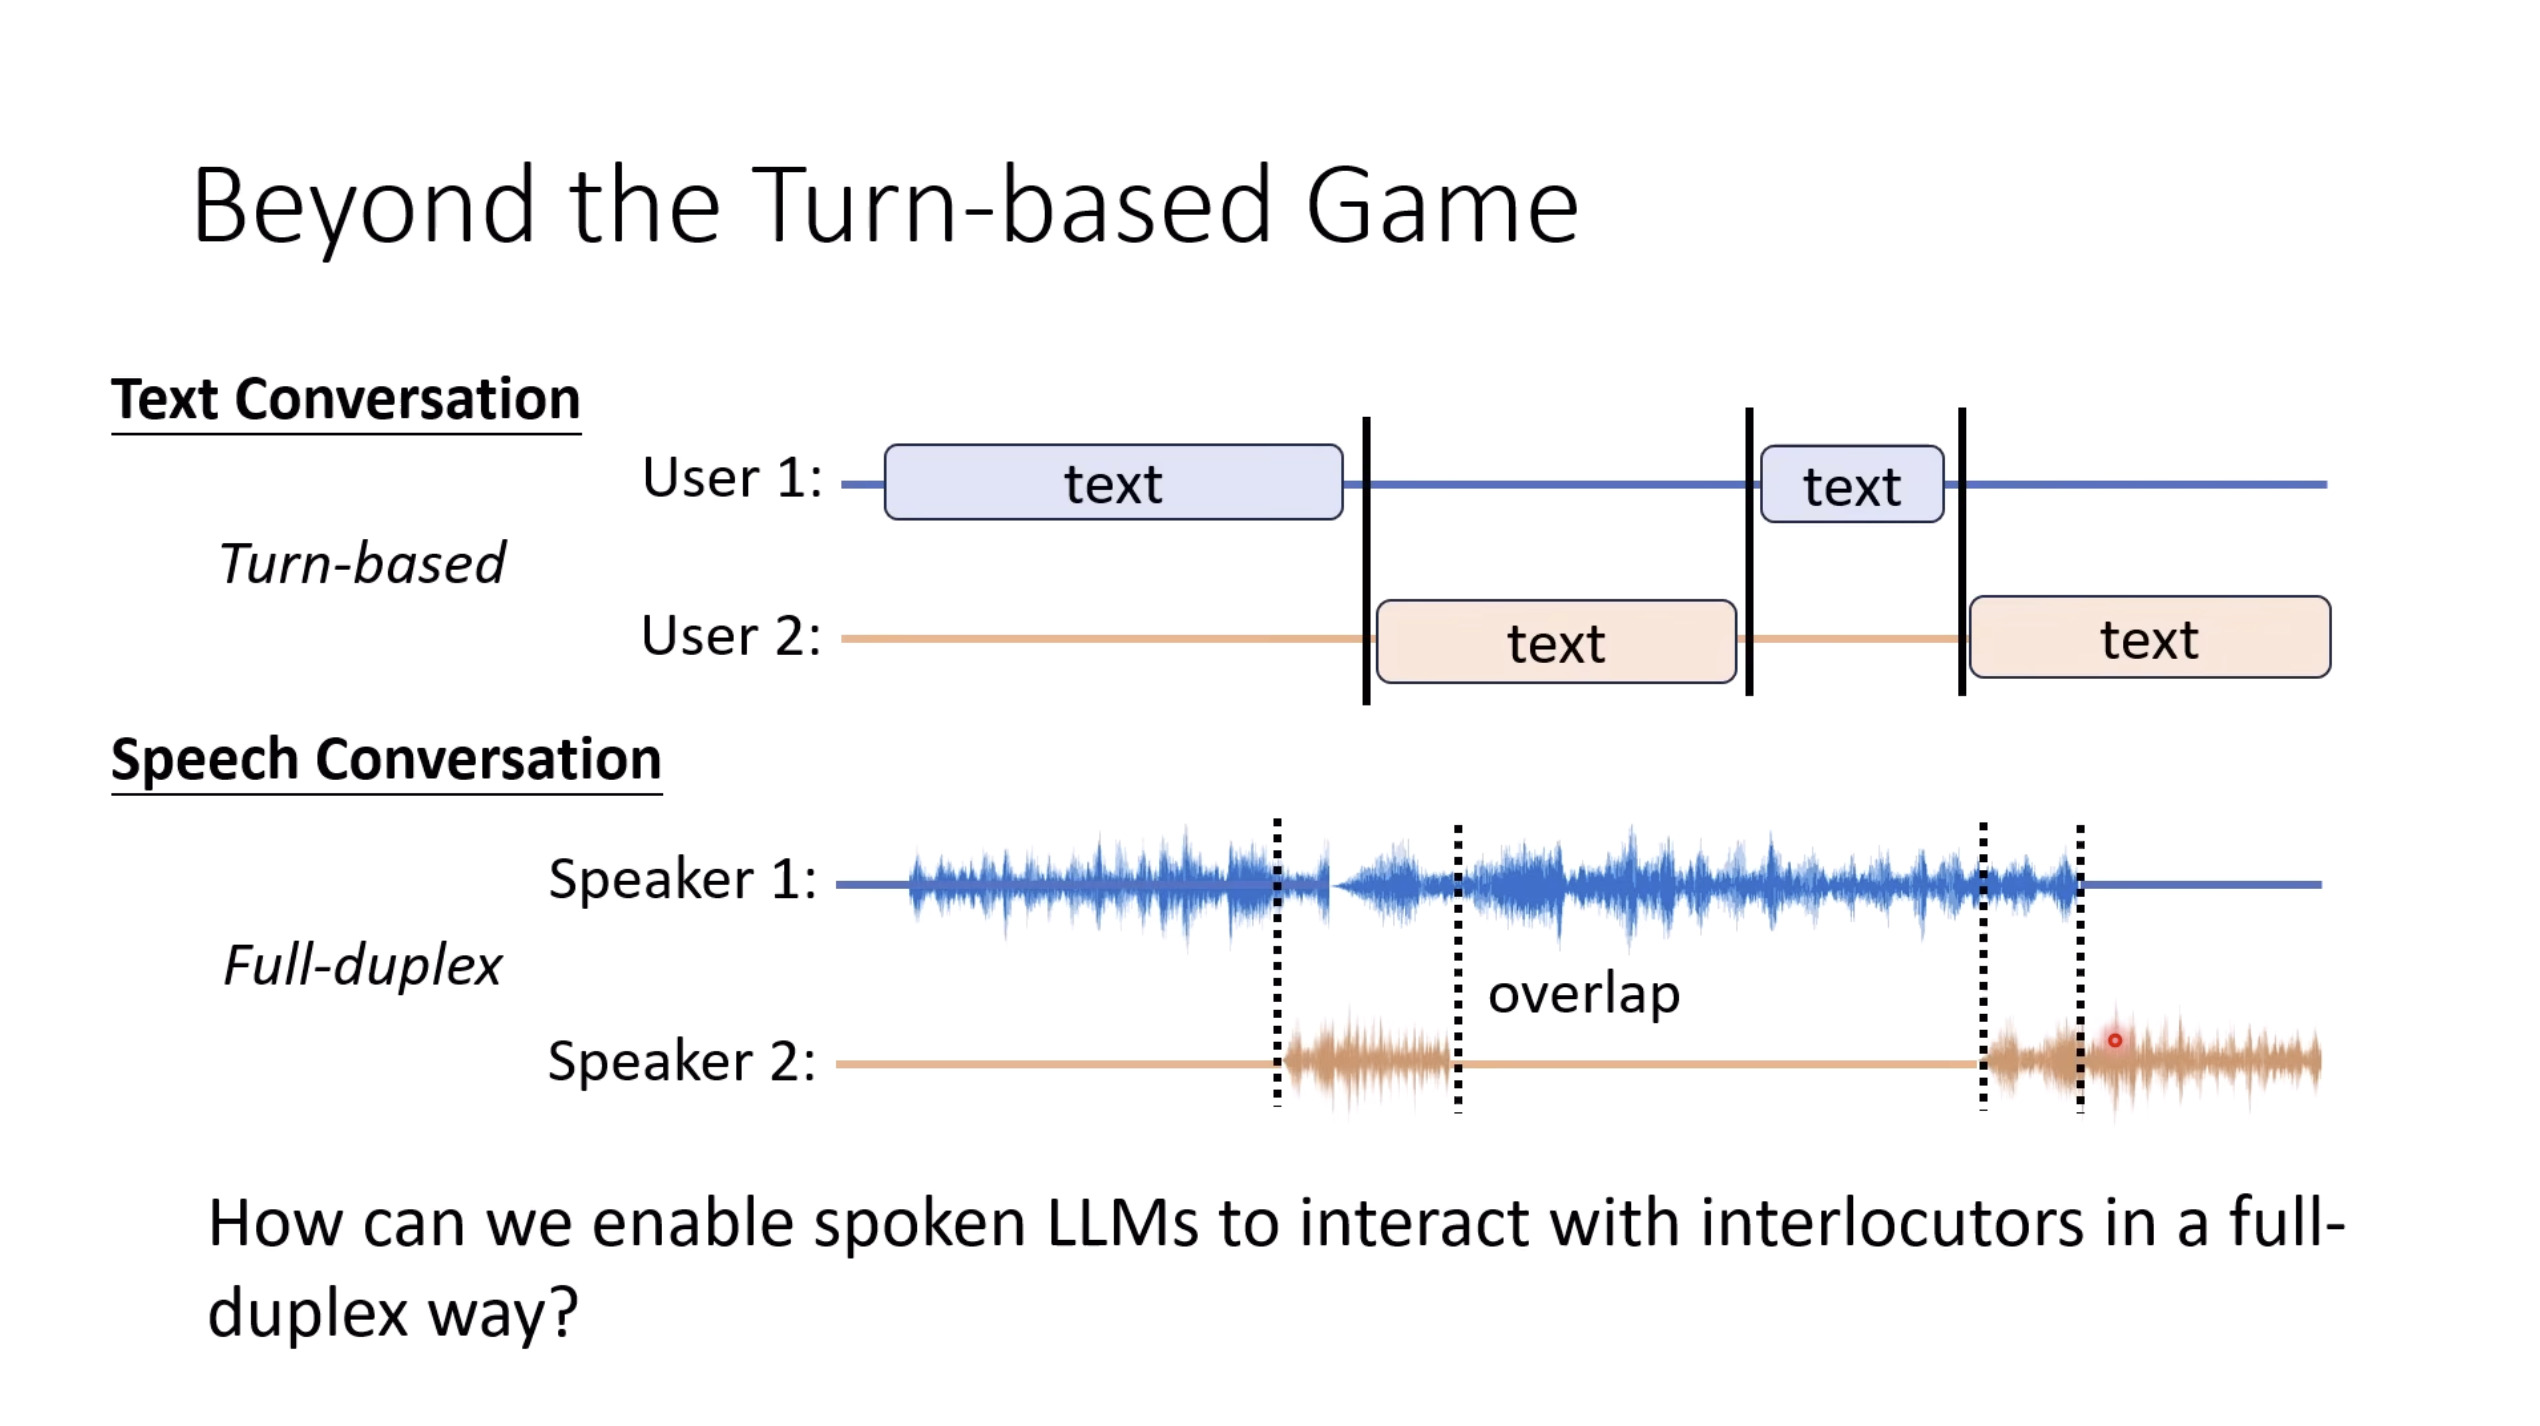 Beyond the Turn-based Game
Text Conversation
User 1:
text
text
Turn-based
User 2:
text
text
Speech Conversation
Speaker 1:
Full-duplex
overlap
Speaker 2:
How can we enable spoken LLMs to interact with interlocutors in a full-
duplex way?